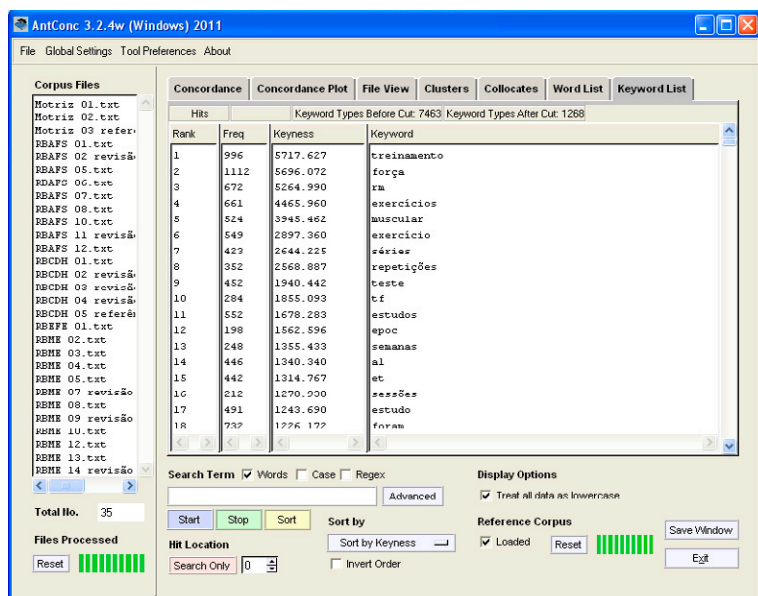 AntConc 3.2.4w (Windows) 2011
File Global Settings Tool Preferences About
Corpus Files
Motriz 01.txt
Motriz 02.txt
Motriz 03 refer
RBAFS 01.txt
RBAFS 02 revisã
RBAFS 05.txt
RBAFS 06.txt
RBAFS 07.txt
RBAFS 08.txt
RBAFS 10.txt
RBAFS 11 revisã
RBAFS 12.txt
RBCDH 01.txt
RBCDH 02 revisã
RBCDH 03 revisã
RBCDH 04 revisã
RBCDH 05 referê
RBEFE 01.txt
RBME 02.txt
RBME 03.txt
RBME 04.txt
RBME 05.txt
RBME 07 revisão
RBME 08.txt
RBME 09 revisão
RBME 10.txt
RBME 12.txt
RBME 13.txt
RBME 14 revisão
Total No. 35
Files Processed
Reset
Concordance Concordance Plot File View Clusters Collocates Word List Keyword List
Hits Keyword Types Before Cut: 7463 Keyword Types After Cut: 1268
Rank Freq Keyness Keyword
1 996 5717.627 treinamento
2 1112 5696.072 força
3 672 5264.990 rm
4 661 4465.960 exercícios
5 524 3945.462 muscular
6 549 2897.360 exercício
7 423 2644.225 séries
8 352 2568.887 repetições
9 452 1940.442 teste
10 284 1855.093 tf
11 552 1678.283 estudos
12 198 1562.596 epoc
13 248 1355.433 semanas
14 446 1340.340 al
15 442 1314.767 et
16 212 1270.900 sessões
17 491 1243.690 estudo
18 732 1226.172 foram
Search Term Words Case Regex
Advanced
Start Stop Sort
Hit Location
Search Only 0
Sort by
Sort by Keyness
Invert Order
Display Options
Treat all data as lowercase
Reference Corpus
Loaded Reset
Save Window
Exit